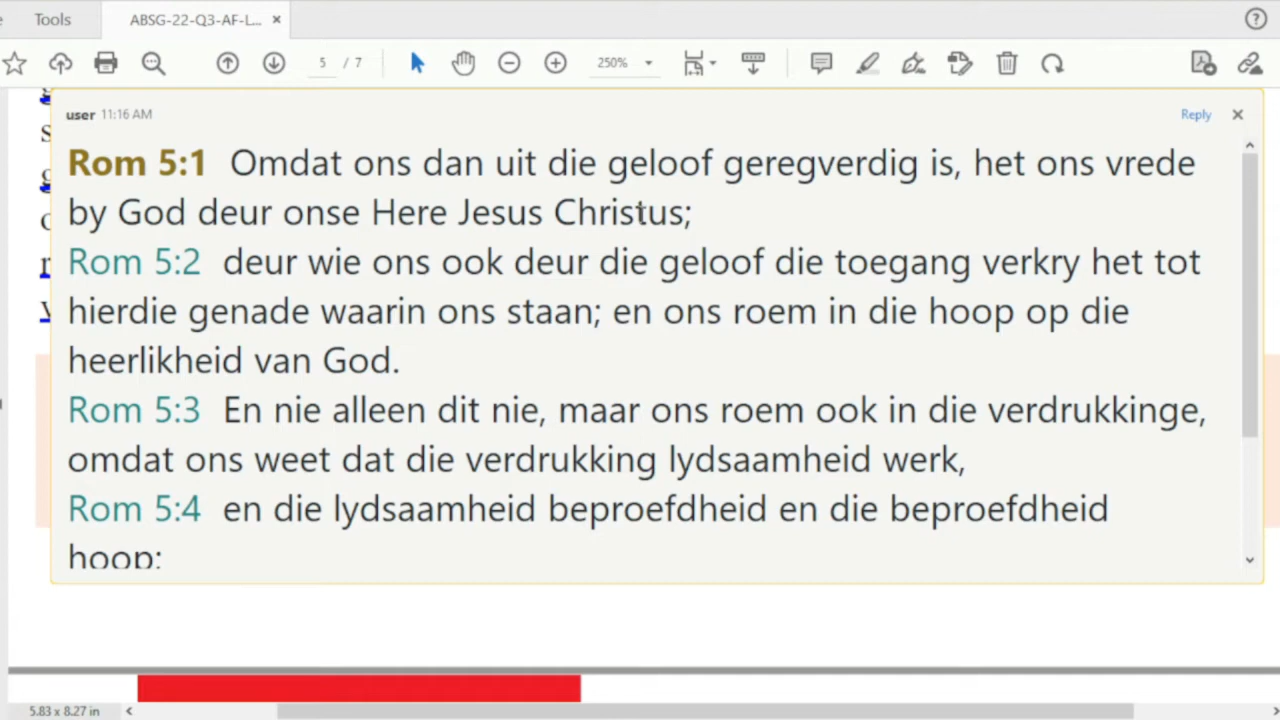 Tools
ABSG-22-Q3-AF-L... ×
5 / 7
250%
user 11:16 AM
Reply
Rom 5:1 Omdat ons dan uit die geloof geregverdig is, het ons vrede
by God deur onse Here Jesus Christus;
Rom 5:2 deur wie ons ook deur die geloof die toegang verkry het tot
hierdie genade waarin ons staan; en ons roem in die hoop op die
heerlikheid van God.
Rom 5:3 En nie alleen dit nie, maar ons roem ook in die verdrukkinge,
omdat ons weet dat die verdrukking lydsaamheid werk,
Rom 5:4 en die lydsaamheid beproefdheid en die beproefdheid
hoop;
5.83 x 8.27 in